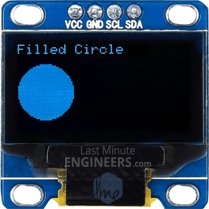 VCC GND SCL SDA
Filled Circle
Last Minute
ENGINEERS.com